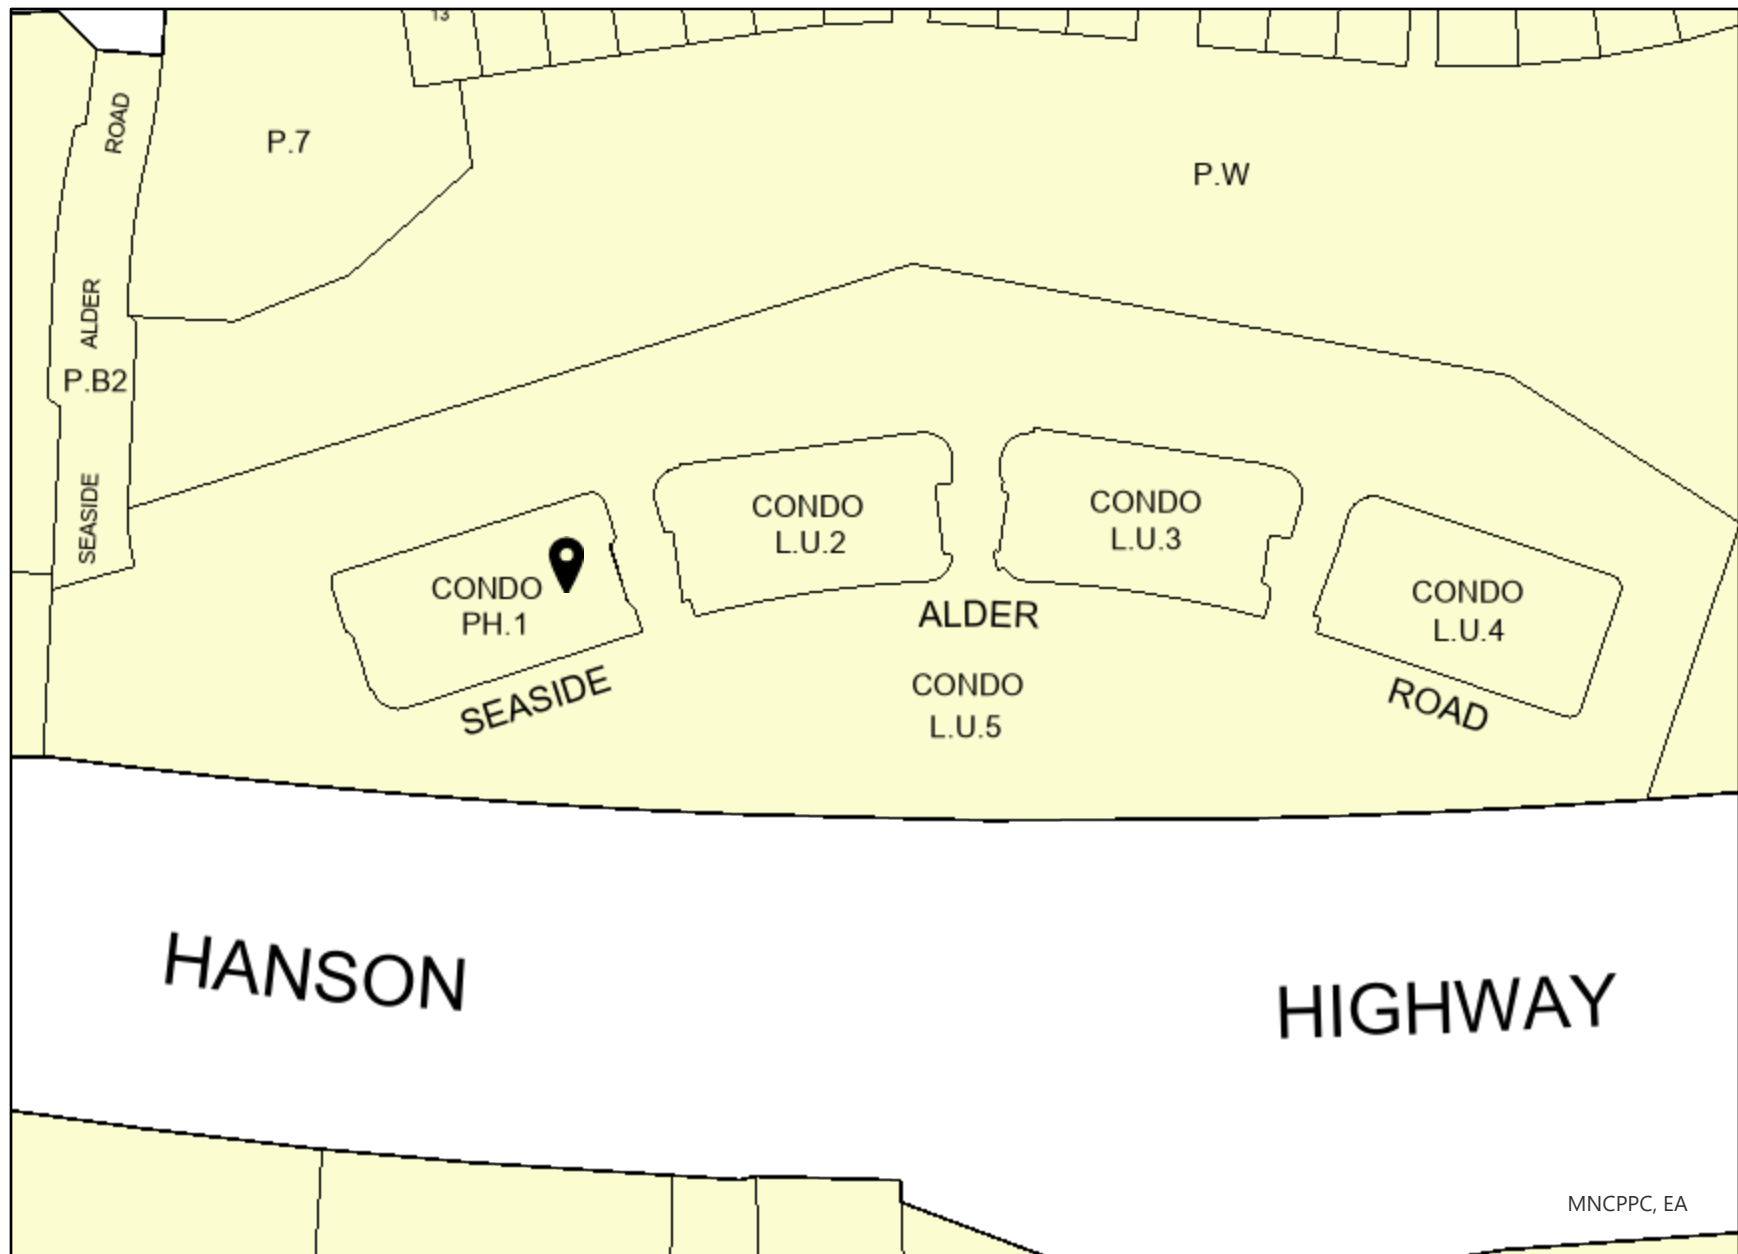 13
ROAD
P.7
P.W
ALDER
P.B2
SEASIDE
CONDO
L.U.2
CONDO
L.U.3
CONDO
PH.1
CONDO
L.U.4
ALDER
SEASIDE
CONDO
L.U.5
ROAD
HANSON
HIGHWAY
MNCPPC, EA